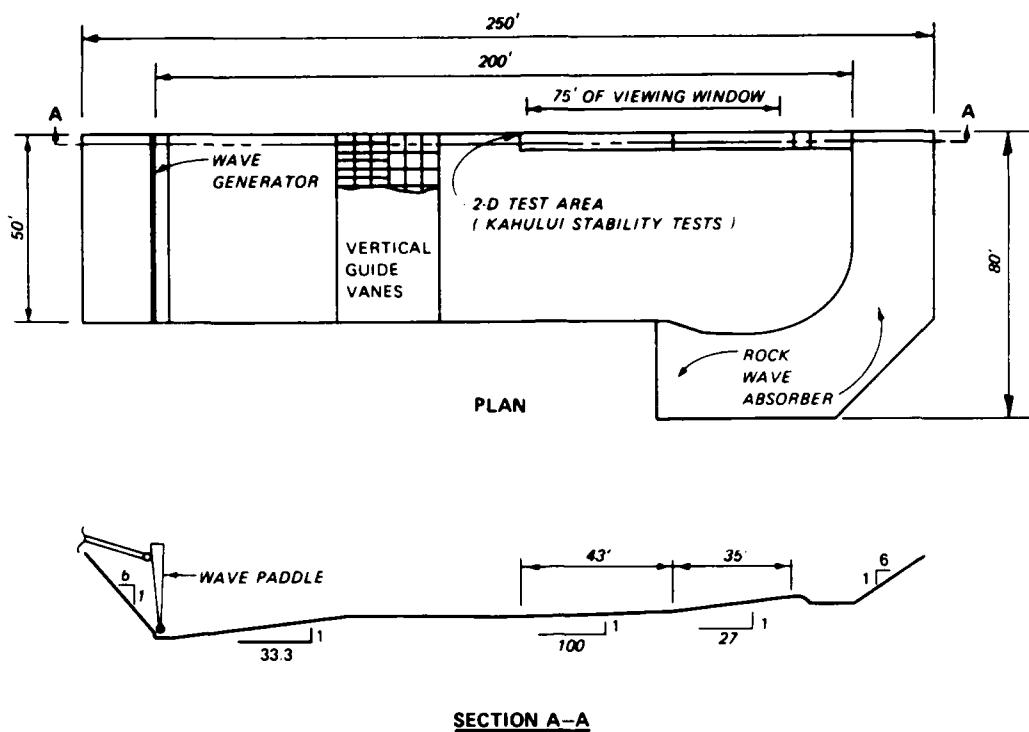 250'
200'
75' OF VIEWING WINDOW
A
A
WAVE
GENERATOR
2-D TEST AREA
( KAHULUI STABILITY TESTS )
50'
80'
VERTICAL
GUIDE
VANES
ROCK
WAVE
ABSORBER
PLAN
43'
35'
6
1
WAVE PADDLE
6
1
1
33.3
1
100
1
27
SECTION A–A